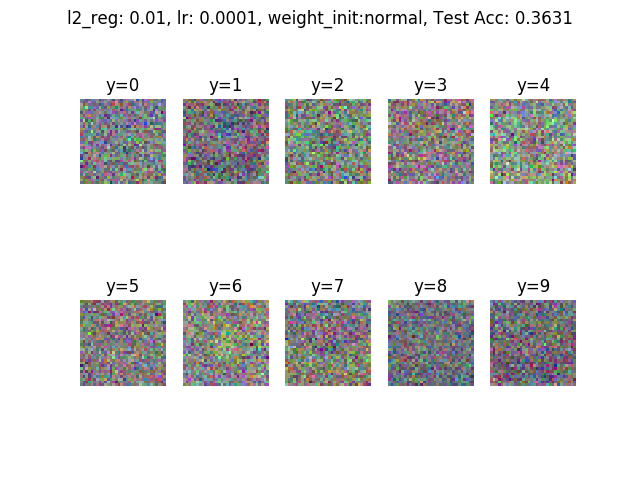 l2_reg: 0.01, lr: 0.0001, weight_init:normal, Test Acc: 0.3631
y=0 y=1 y=2 y=3 y=4
y=5 y=6 y=7 y=8 y=9